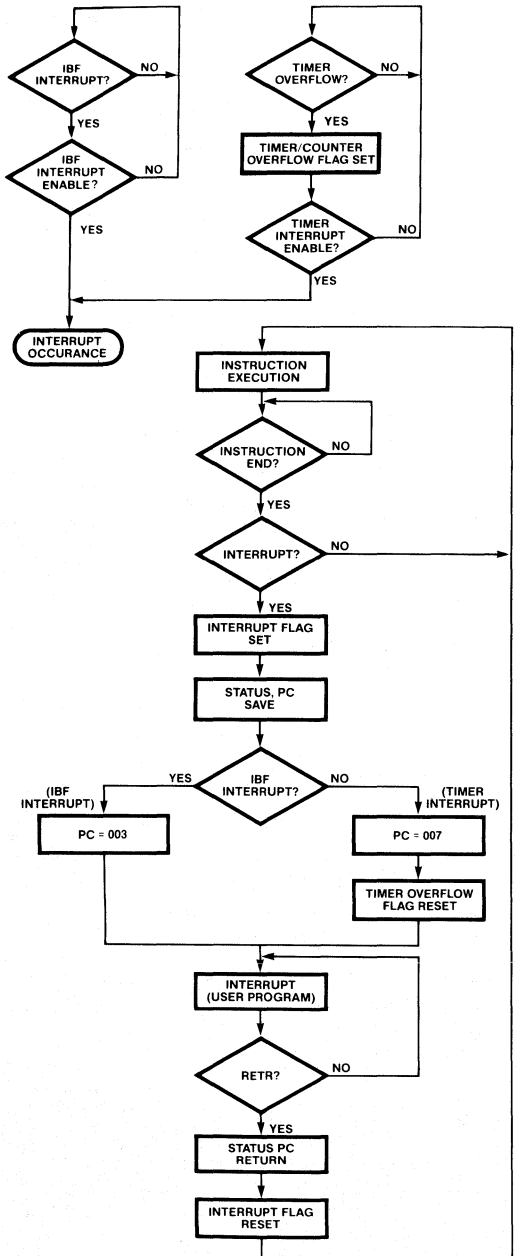 IBF
INTERRUPT?
NO
YES
IBF
INTERRUPT
ENABLE?
NO
YES
TIMER
OVERFLOW?
NO
YES
TIMER/COUNTER
OVERFLOW FLAG SET
TIMER
INTERRUPT
ENABLE?
NO
YES
INTERRUPT
OCCURANCE
INSTRUCTION
EXECUTION
INSTRUCTION
END?
NO
YES
INTERRUPT?
NO
YES
INTERRUPT FLAG
SET
STATUS, PC
SAVE
IBF
INTERRUPT?
YES
NO
(IBF
INTERRUPT)
(TIMER
INTERRUPT)
PC = 003
PC = 007
TIMER OVERFLOW
FLAG RESET
INTERRUPT
(USER PROGRAM)
RETR?
NO
YES
STATUS PC
RETURN
INTERRUPT FLAG
RESET